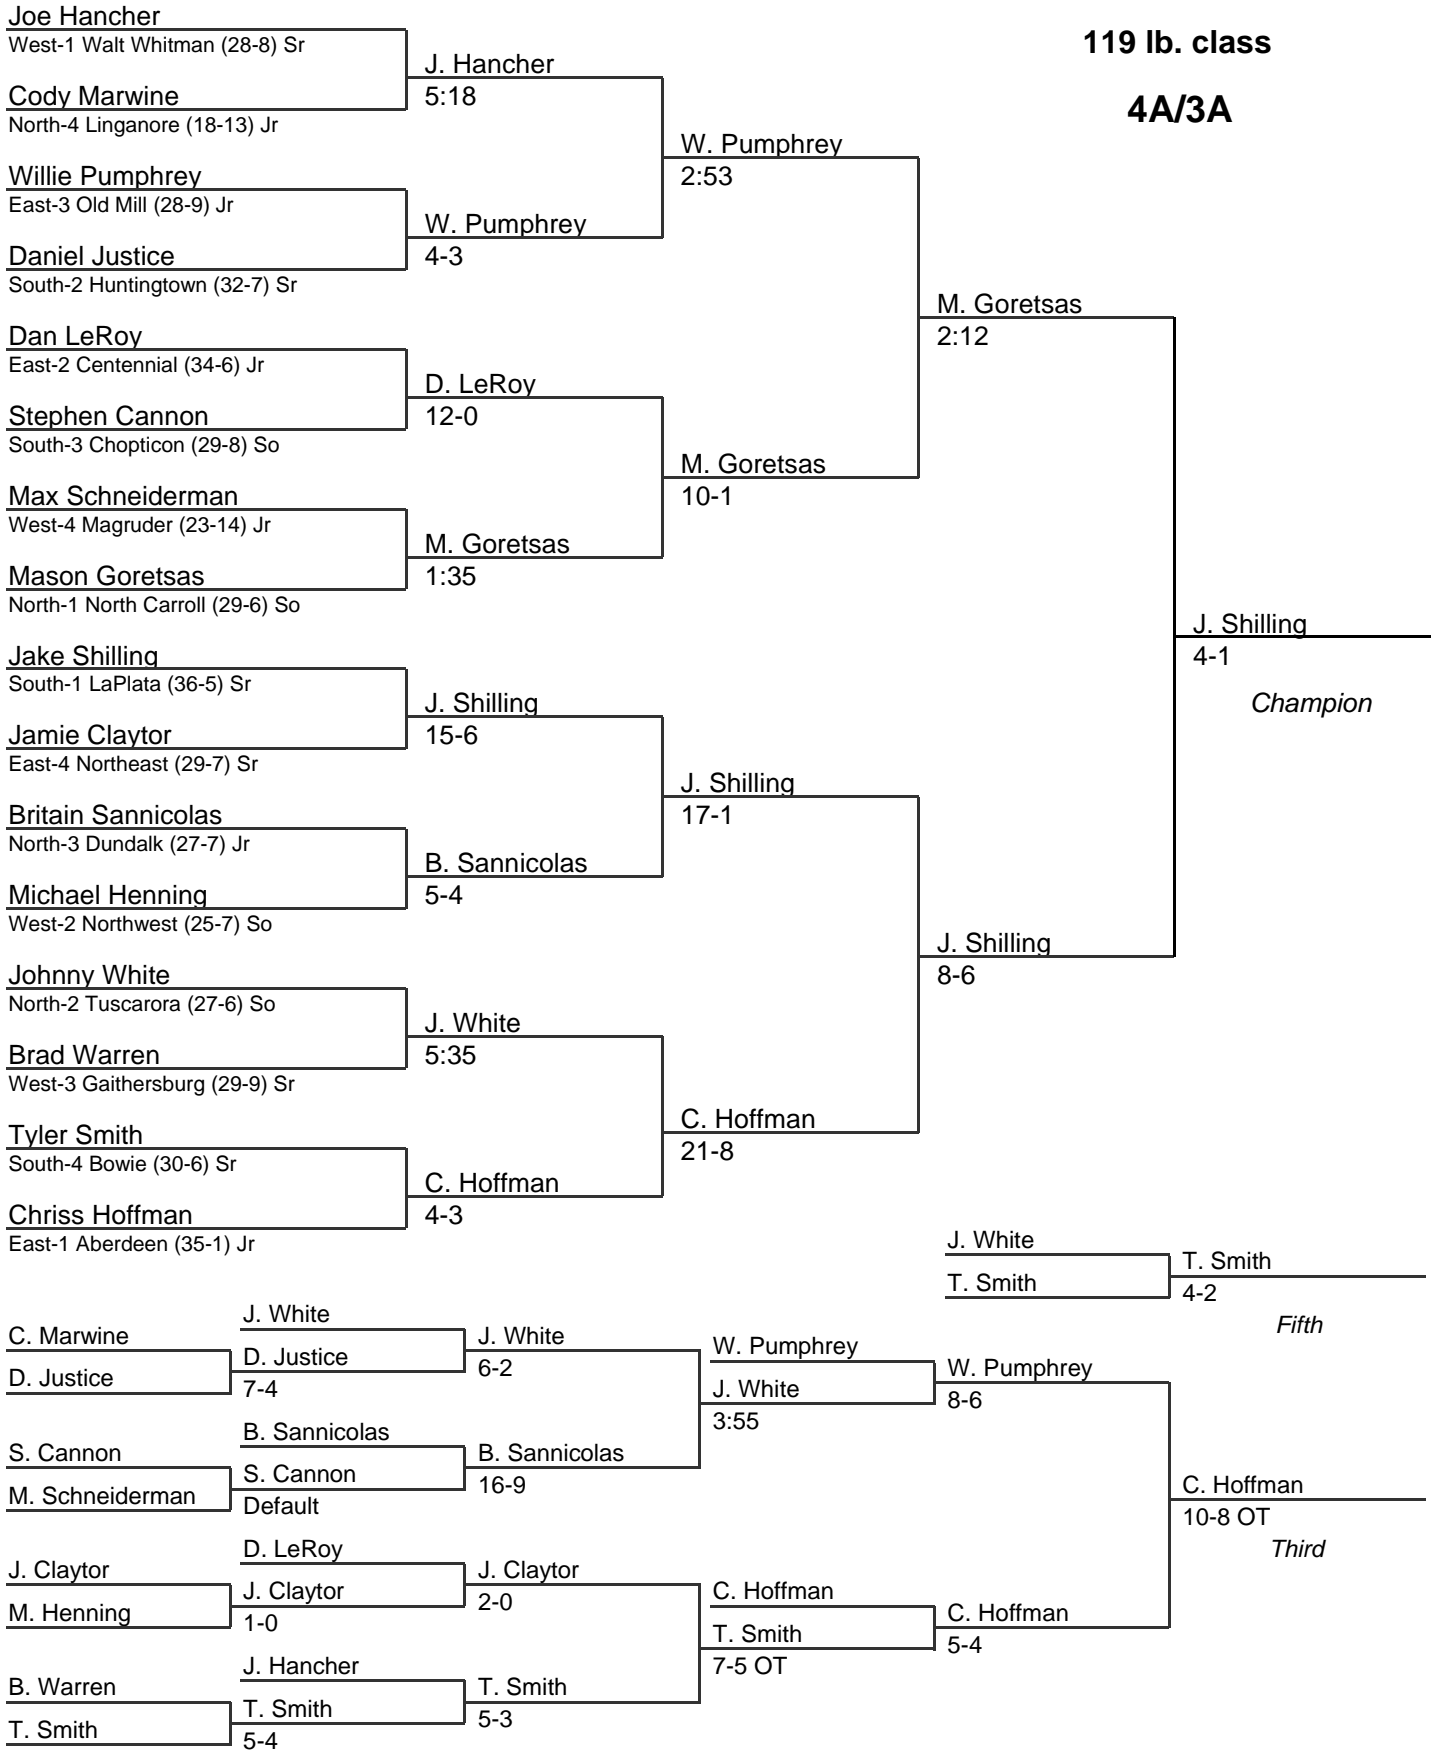 Joe Hancher
West-1 Walt Whitman (28-8) Sr
119 lb. class
J. Hancher
5:18
Cody Marwine
North-4 Linganore (18-13) Jr
4A/3A
W. Pumphrey
2:53
Willie Pumphrey
East-3 Old Mill (28-9) Jr
W. Pumphrey
4-3
Daniel Justice
South-2 Huntingtown (32-7) Sr
M. Goretsas
2:12
Dan LeRoy
East-2 Centennial (34-6) Jr
D. LeRoy
12-0
Stephen Cannon
South-3 Chopticon (29-8) So
M. Goretsas
10-1
Max Schneiderman
West-4 Magruder (23-14) Jr
M. Goretsas
1:35
Mason Goretsas
North-1 North Carroll (29-6) So
J. Shilling
4-1
Champion
Jake Shilling
South-1 LaPlata (36-5) Sr
J. Shilling
15-6
Jamie Claytor
East-4 Northeast (29-7) Sr
J. Shilling
17-1
Britain Sannicolas
North-3 Dundalk (27-7) Jr
B. Sannicolas
5-4
Michael Henning
West-2 Northwest (25-7) So
J. Shilling
8-6
Johnny White
North-2 Tuscarora (27-6) So
J. White
5:35
Brad Warren
West-3 Gaithersburg (29-9) Sr
C. Hoffman
21-8
Tyler Smith
South-4 Bowie (30-6) Sr
C. Hoffman
4-3
Chriss Hoffman
East-1 Aberdeen (35-1) Jr
J. White
T. Smith
T. Smith
4-2
Fifth
C. Marwine
D. Justice
J. White
D. Justice
7-4
J. White
6-2
W. Pumphrey
J. White
3:55
W. Pumphrey
8-6
S. Cannon
M. Schneiderman
B. Sannicolas
S. Cannon
Default
B. Sannicolas
16-9
C. Hoffman
10-8 OT
Third
J. Claytor
M. Henning
D. LeRoy
J. Claytor
1-0
J. Claytor
2-0
C. Hoffman
T. Smith
7-5 OT
C. Hoffman
5-4
B. Warren
T. Smith
J. Hancher
T. Smith
5-4
T. Smith
5-3